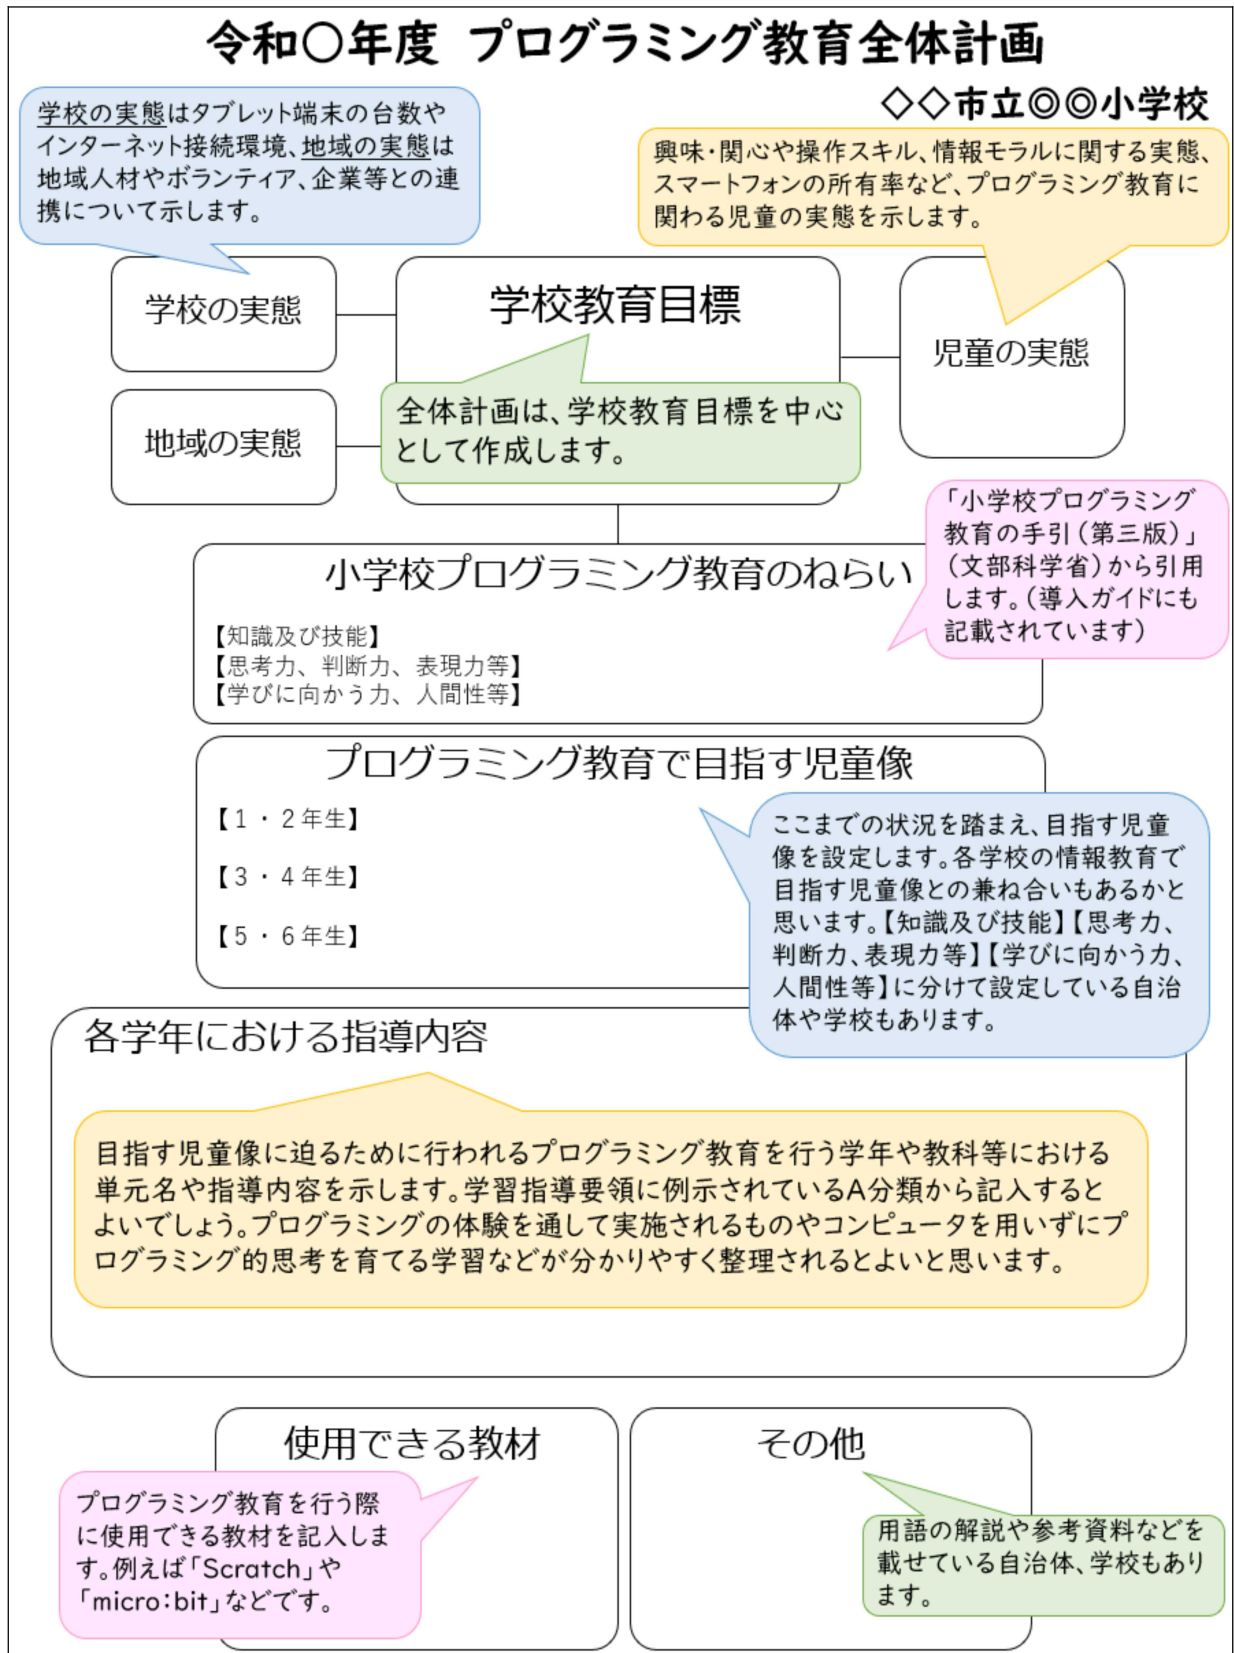 令和〇年度 プログラミング教育全体計画
◇◇市立◎◎小学校
学校の実態はタブレット端末の台数や
インターネット接続環境、地域の実態は
地域人材やボランティア、企業等との連
携について示します。
興味・関心や操作スキル、情報モラルに関する実態、
スマートフォンの所有率など、プログラミング教育に
関わる児童の実態を示します。
学校の実態
学校教育目標
児童の実態
全体計画は、学校教育目標を中心
として作成します。
地域の実態
小学校プログラミング教育のねらい
【知識及び技能】
【思考力、判断力、表現力等】
【学びに向かう力、人間性等】
「小学校プログラミング
教育の手引（第三版）」
（文部科学省）から引用
します。（導入ガイドにも
記載されています）
プログラミング教育で目指す児童像
【1・2年生】
【3・4年生】
【5・6年生】
ここまでの状況を踏まえ、目指す児童
像を設定します。各学校の情報教育で
目指す児童像との兼ね合いもあるかと
思います。【知識及び技能】【思考力、
判断力、表現力等】【学びに向かう力、
人間性等】に分けて設定している自治
体や学校もあります。
各学年における指導内容
目指す児童像に迫るために行われるプログラミング教育を行う学年や教科等における
単元名や指導内容を示します。学習指導要領に例示されているA分類から記入すると
よいでしょう。プログラミングの体験を通して実施されるものやコンピュータを用いずにプ
ログラミング的思考を育てる学習などが分かりやすく整理されるとよいと思います。
使用できる教材
プログラミング教育を行う際
に使用できる教材を記入しま
す。例えば「Scratch」や
「micro:bit」などです。
その他
用語の解説や参考資料などを
載せている自治体、学校もあり
ます。